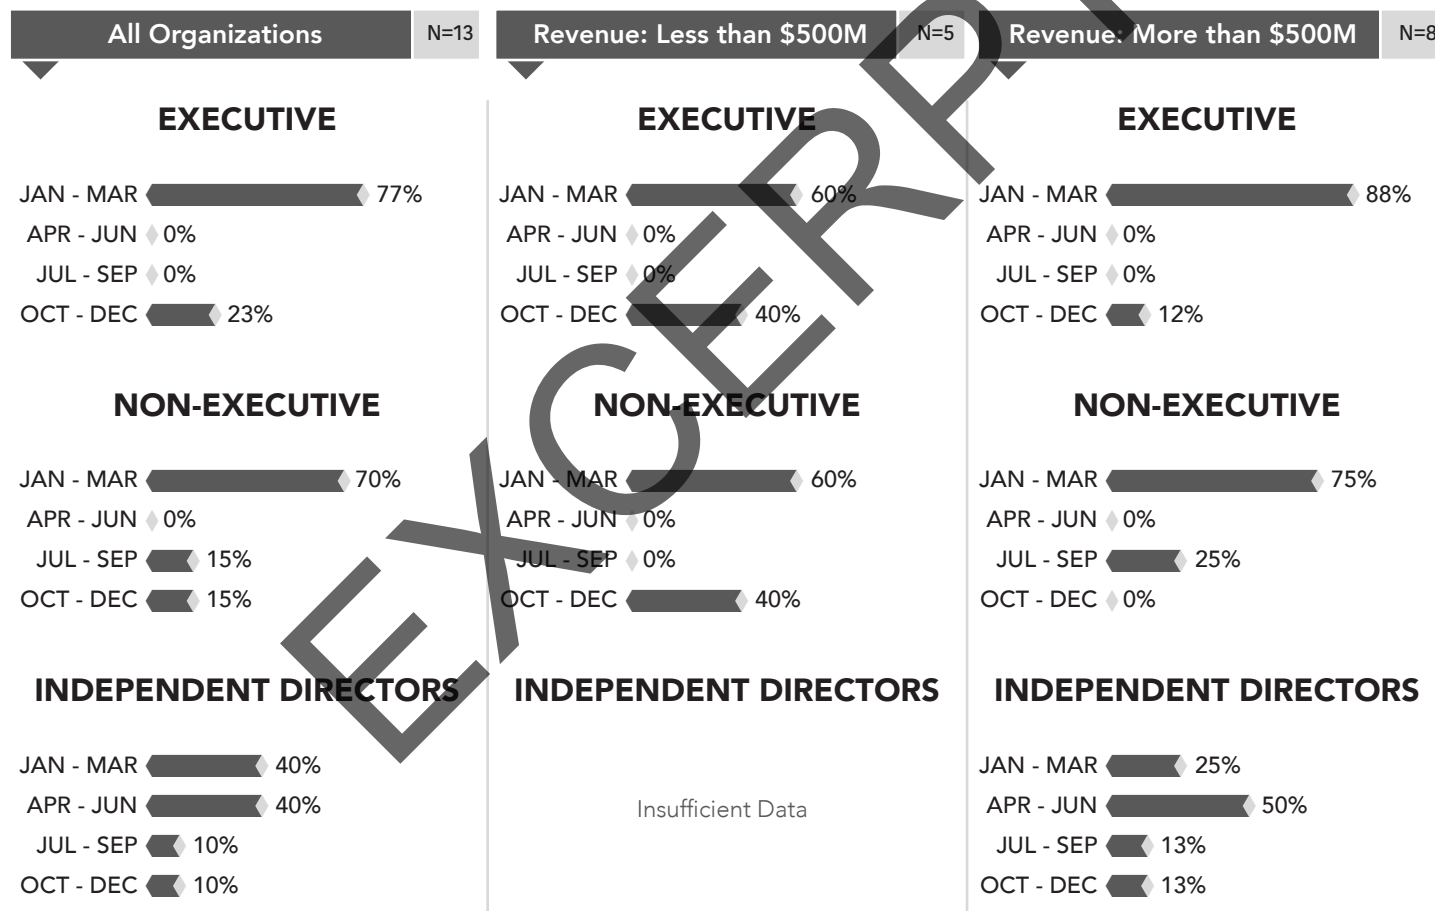 All Organizations N=13
EXECUTIVE
JAN - MAR 77%
APR - JUN 0%
JUL - SEP 0%
OCT - DEC 23%
NON-EXECUTIVE
JAN - MAR 70%
APR - JUN 0%
JUL - SEP 15%
OCT - DEC 15%
INDEPENDENT DIRECTORS
JAN - MAR 40%
APR - JUN 40%
JUL - SEP 10%
OCT - DEC 10%
Revenue: Less than $500M N=5
EXECUTIVE
JAN - MAR 60%
APR - JUN 0%
JUL - SEP 0%
OCT - DEC 40%
NON-EXECUTIVE
JAN - MAR 60%
APR - JUN 0%
JUL - SEP 0%
OCT - DEC 40%
INDEPENDENT DIRECTORS
Insufficient Data
Revenue: More than $500M N=8
EXECUTIVE
JAN - MAR 88%
APR - JUN 0%
JUL - SEP 0%
OCT - DEC 12%
NON-EXECUTIVE
JAN - MAR 75%
APR - JUN 0%
JUL - SEP 25%
OCT - DEC 0%
INDEPENDENT DIRECTORS
JAN - MAR 25%
APR - JUN 50%
JUL - SEP 13%
OCT - DEC 13%
EXCERPT